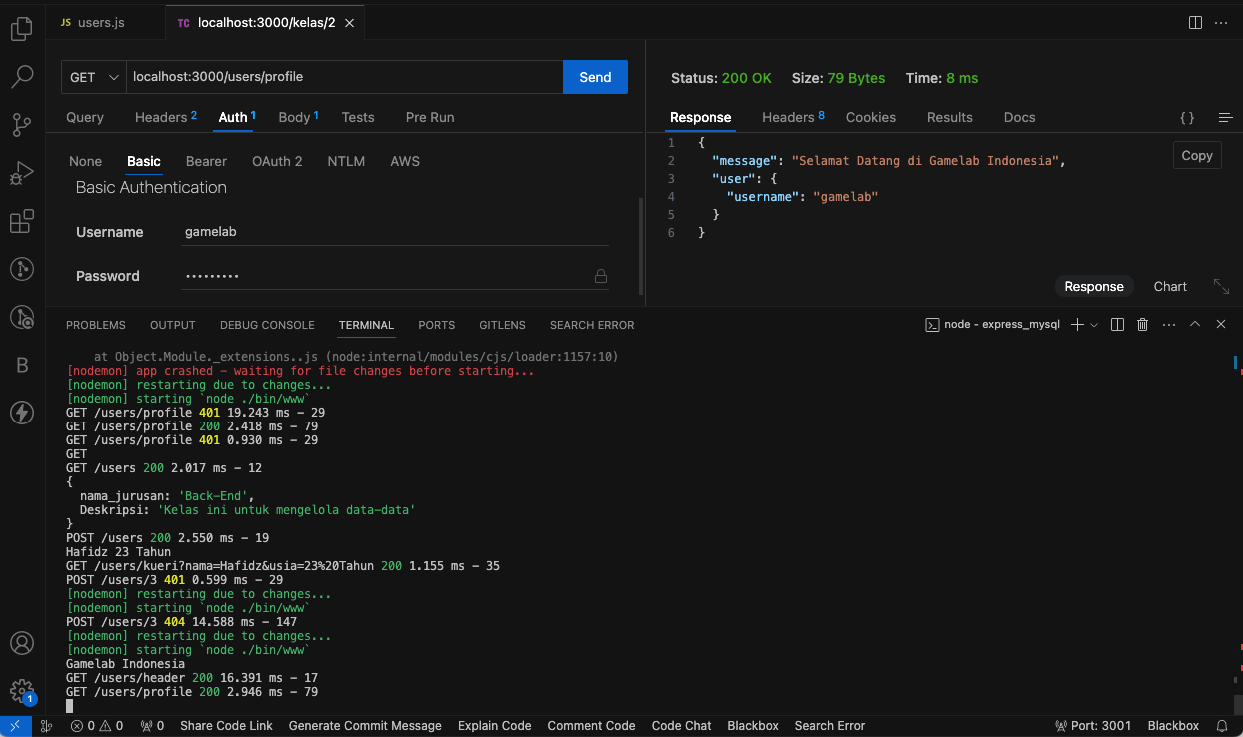 JS users.js
TC localhost:3000/kelas/2
GET localhost:3000/users/profile Send
Query Headers 2 Auth 1 Body 1 Tests Pre Run
None Basic Bearer OAuth 2 NTLM AWS
Basic Authentication
Username gamelab
Password •••••••••
Status: 200 OK Size: 79 Bytes Time: 8 ms
Response Headers 8 Cookies Results Docs {}
Copy
1 {
2 "message": "Selamat Datang di Gamelab Indonesia",
3 "user": {
4 "username": "gamelab"
5 }
6 }
Response Chart
PROBLEMS OUTPUT DEBUG CONSOLE TERMINAL PORTS GITLENS SEARCH ERROR
node - express_mysql
at Object.Module._extensions..js (node:internal/modules/cjs/loader:1157:10)
[nodemon] app crashed - waiting for file changes before starting...
[nodemon] restarting due to changes...
[nodemon] starting `node ./bin/www`
GET /users/profile 401 19.243 ms - 29
GET /users/profile 200 2.418 ms - 79
GET /users/profile 401 0.930 ms - 29
GET
GET /users 200 2.017 ms - 12
{
nama_jurusan: 'Back-End',
Deskripsi: 'Kelas ini untuk mengelola data-data'
}
POST /users 200 2.550 ms - 19
Hafidz 23 Tahun
GET /users/kueri?nama=Hafidz&usia=23%20Tahun 200 1.155 ms - 35
POST /users/3 401 0.599 ms - 29
[nodemon] restarting due to changes...
[nodemon] starting `node ./bin/www`
POST /users/3 404 14.588 ms - 147
[nodemon] restarting due to changes...
[nodemon] starting `node ./bin/www`
Gamelab Indonesia
GET /users/header 200 16.391 ms - 17
GET /users/profile 200 2.946 ms - 79
B
1
0 0 0 Share Code Link Generate Commit Message Explain Code Comment Code Code Chat Blackbox Search Error Port: 3001 Blackbox